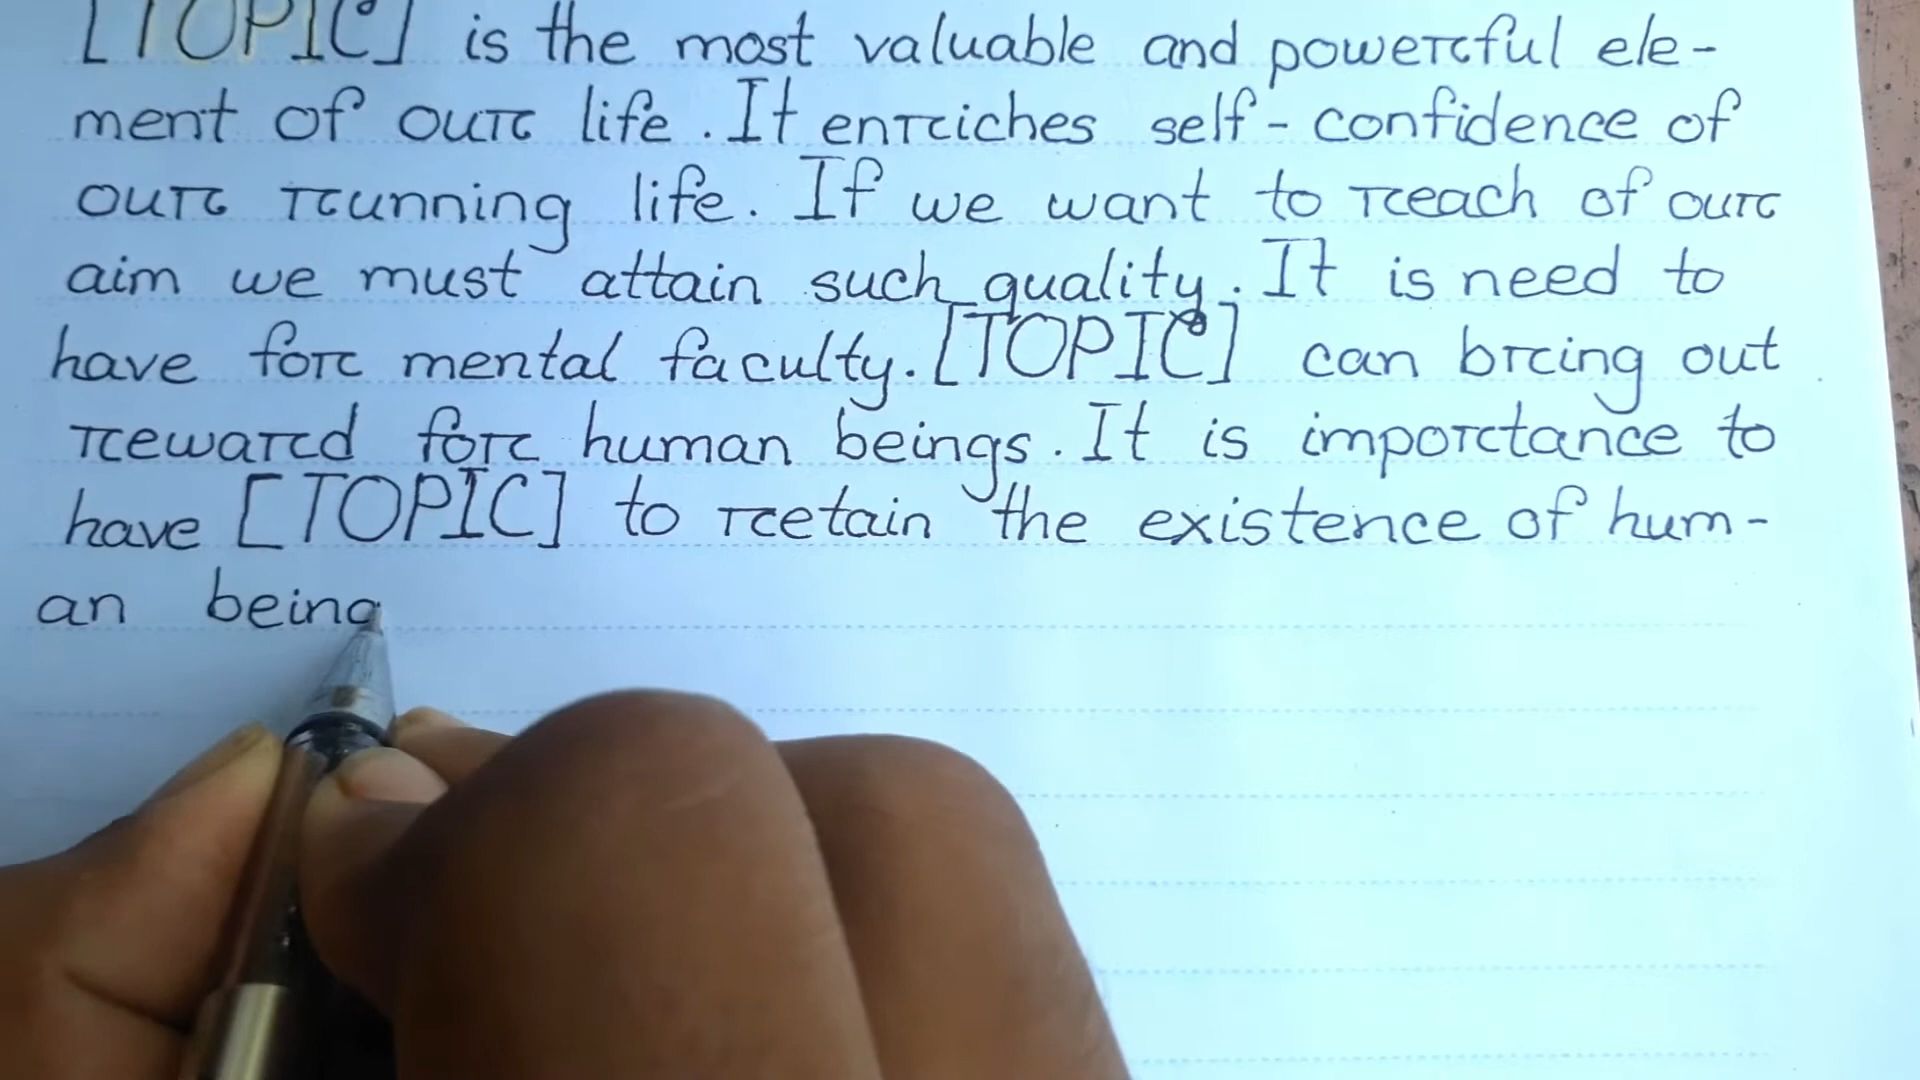 [TOPIC] is the most valuable and powerful ele-
ment of our life. It enriches self-confidence of
our running life. If we want to reach of our
aim we must attain such quality. It is need to
have for mental faculty. [TOPIC] can bring out
reward for human beings. It is importance to
have [TOPIC] to retain the existence of hum-
an being